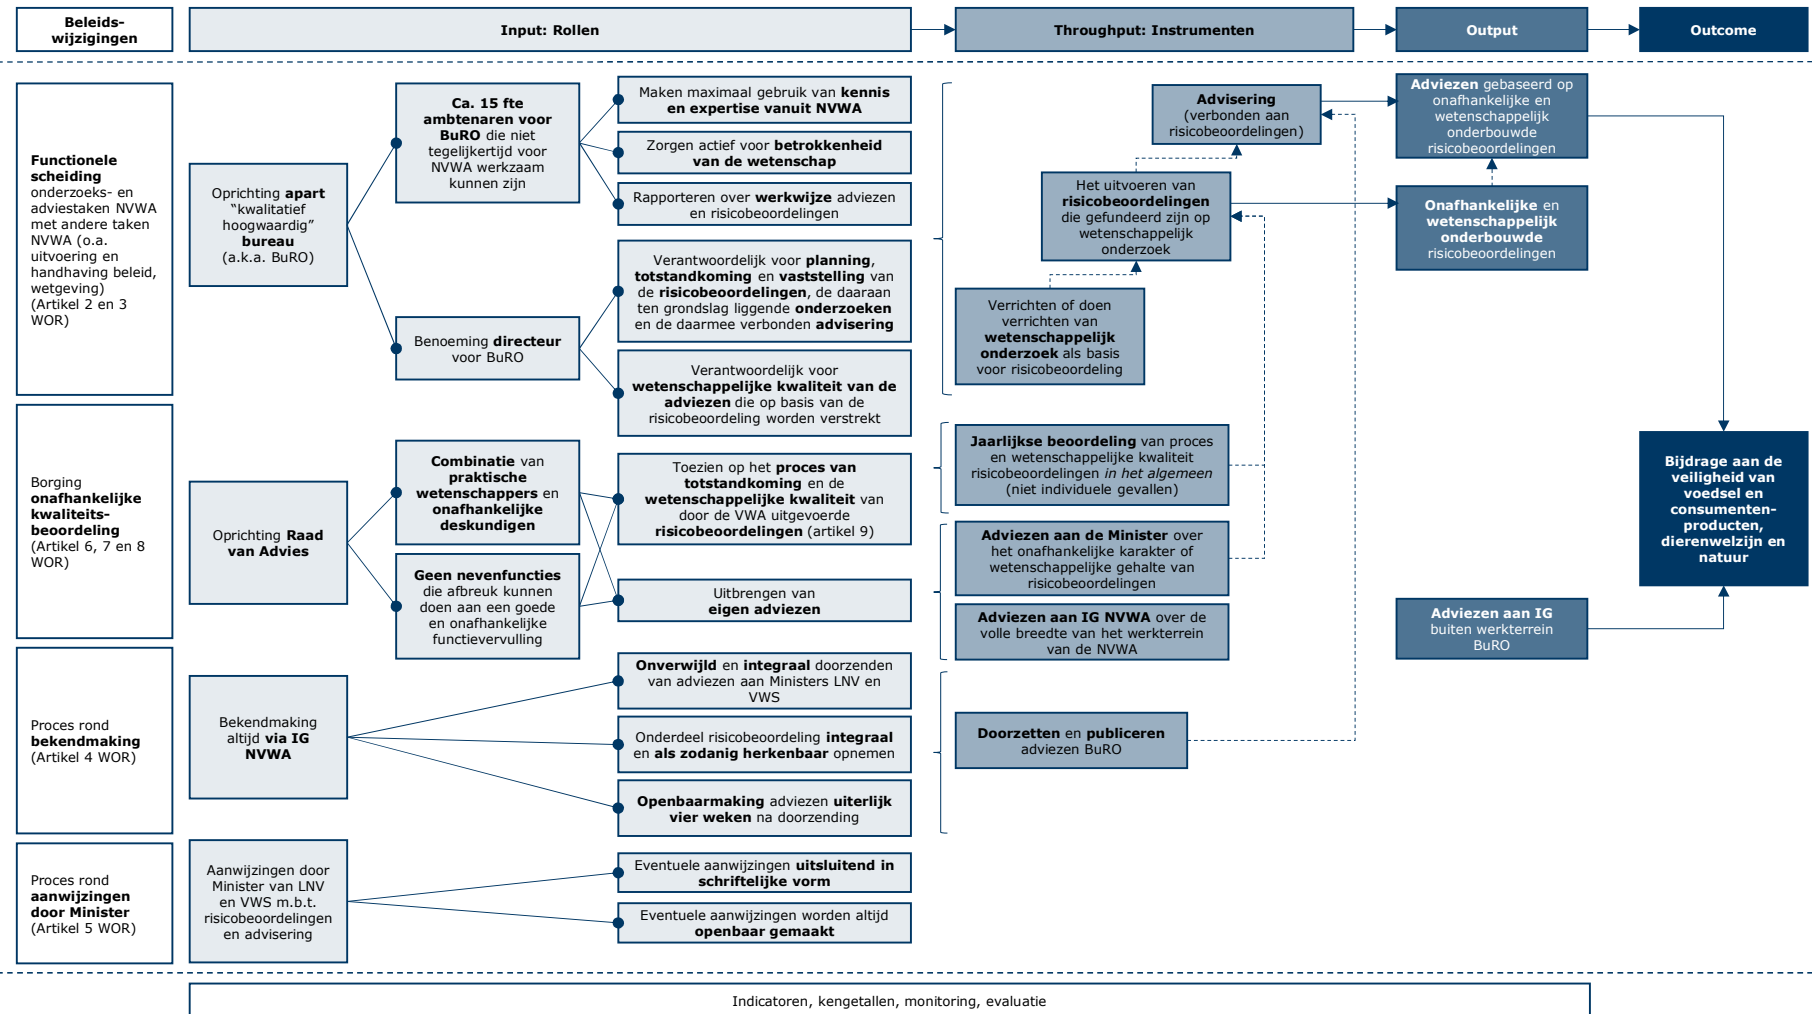 Beleids-
wijzigingen
Input: Rollen
Throughput: Instrumenten
Output
Outcome
Functionele
scheiding
onderzoeks- en
adviestaken NVWA
met andere taken
NVWA (o.a.
uitvoering en
handhaving beleid,
wetgeving)
(Artikel 2 en 3
WOR)
Oprichting apart
“kwalitatief
hoogwaardig”
bureau
(a.k.a. BuRO)
Ca. 15 fte
ambtenaren voor
BuRO die niet
tegelijkertijd voor
NVWA werkzaam
kunnen zijn
Benoeming directeur
voor BuRO
Maken maximaal gebruik van kennis
en expertise vanuit NVWA
Zorgen actief voor betrokkenheid
van de wetenschap
Rapporteren over werkwijze adviezen
en risicobeoordelingen
Verantwoordelijk voor planning,
totstandkoming en vaststelling van
de risicobeoordelingen, de daaraan
ten grondslag liggende onderzoeken
en de daarmee verbonden advisering
Verantwoordelijk voor
wetenschappelijke kwaliteit van de
adviezen die op basis van de
risicobeoordeling worden verstrekt
Advisering
(verbonden aan
risicobeoordelingen)
Het uitvoeren van
risicobeoordelingen
die gefundeerd zijn op
wetenschappelijk
onderzoek
Verrichten of doen
verrichten van
wetenschappelijk
onderzoek als basis
voor risicobeoordeling
Adviezen gebaseerd op
onafhankelijke en
wetenschappelijk
onderbouwde
risicobeoordelingen
Onafhankelijke en
wetenschappelijk
onderbouwde
risicobeoordelingen
Borging
onafhankelijke
kwaliteits-
beoordeling
(Artikel 6, 7 en 8
WOR)
Oprichting Raad
van Advies
Combinatie van
praktische
wetenschappers en
onafhankelijke
deskundigen
Geen nevenfuncties
die afbreuk kunnen
doen aan een goede
en onafhankelijke
functievervulling
Toezien op het proces van
totstandkoming en de
wetenschappelijke kwaliteit van
door de VWA uitgevoerde
risicobeoordelingen (artikel 9)
Uitbrengen van
eigen adviezen
Jaarlijkse beoordeling van proces
en wetenschappelijke kwaliteit
risicobeoordelingen in het algemeen
(niet individuele gevallen)
Adviezen aan de Minister over
het onafhankelijke karakter of
wetenschappelijke gehalte van
risicobeoordelingen
Adviezen aan IG NVWA over de
volle breedte van het werkterrein
van de NVWA
Adviezen aan IG
buiten werkterrein
BuRO
Bijdrage aan de
veiligheid van
voedsel en
consumenten-
producten,
dierenwelzijn en
natuur
Proces rond
bekendmaking
(Artikel 4 WOR)
Bekendmaking
altijd via IG
NVWA
Onverwijld en integraal doorzenden
van adviezen aan Ministers LNV en
VWS
Onderdeel risicobeoordeling integraal
en als zodanig herkenbaar opnemen
Openbaarmaking adviezen uiterlijk
vier weken na doorzending
Doorzetten en publiceren
adviezen BuRO
Proces rond
aanwijzingen
door Minister
(Artikel 5 WOR)
Aanwijzingen door
Minister van LNV
en VWS m.b.t.
risicobeoordelingen
en advisering
Eventuele aanwijzingen uitsluitend in
schriftelijke vorm
Eventuele aanwijzingen worden altijd
openbaar gemaakt
Indicatoren, kengetallen, monitoring, evaluatie